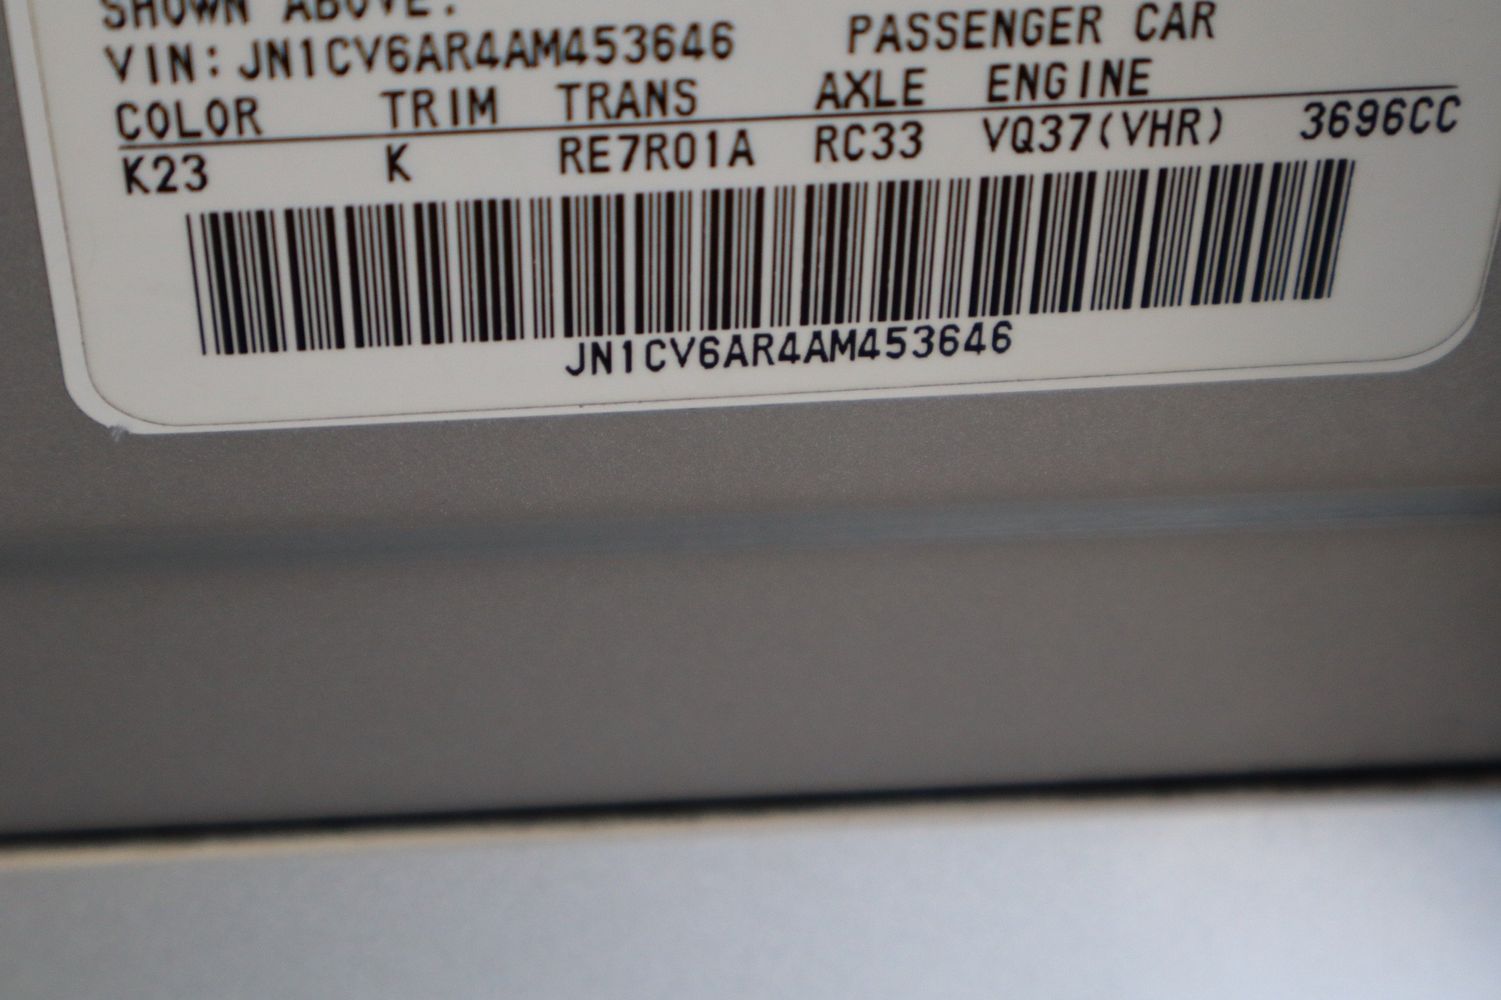 SHOWN ABOVE.
VIN: JN1CV6AR4AM453646 PASSENGER CAR
COLOR TRIM TRANS AXLE ENGINE
K23 K RE7R01A RC33 VQ37(VHR) 3696CC
JN1CV6AR4AM453646